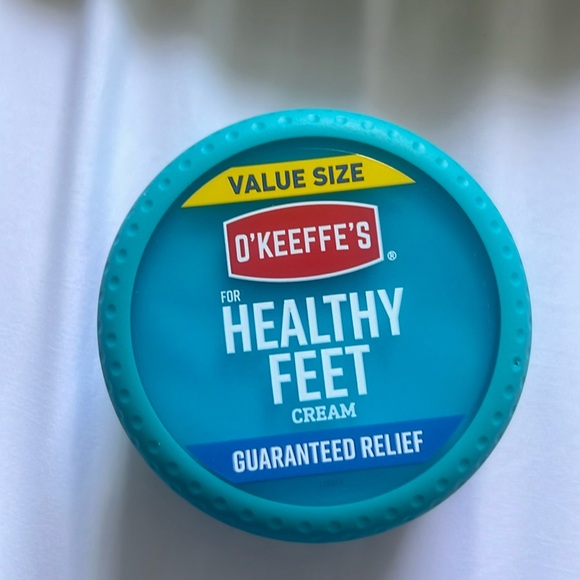 VALUE SIZE
O'KEEFFE'S®
FOR
HEALTHY
FEET
CREAM
GUARANTEED RELIEF